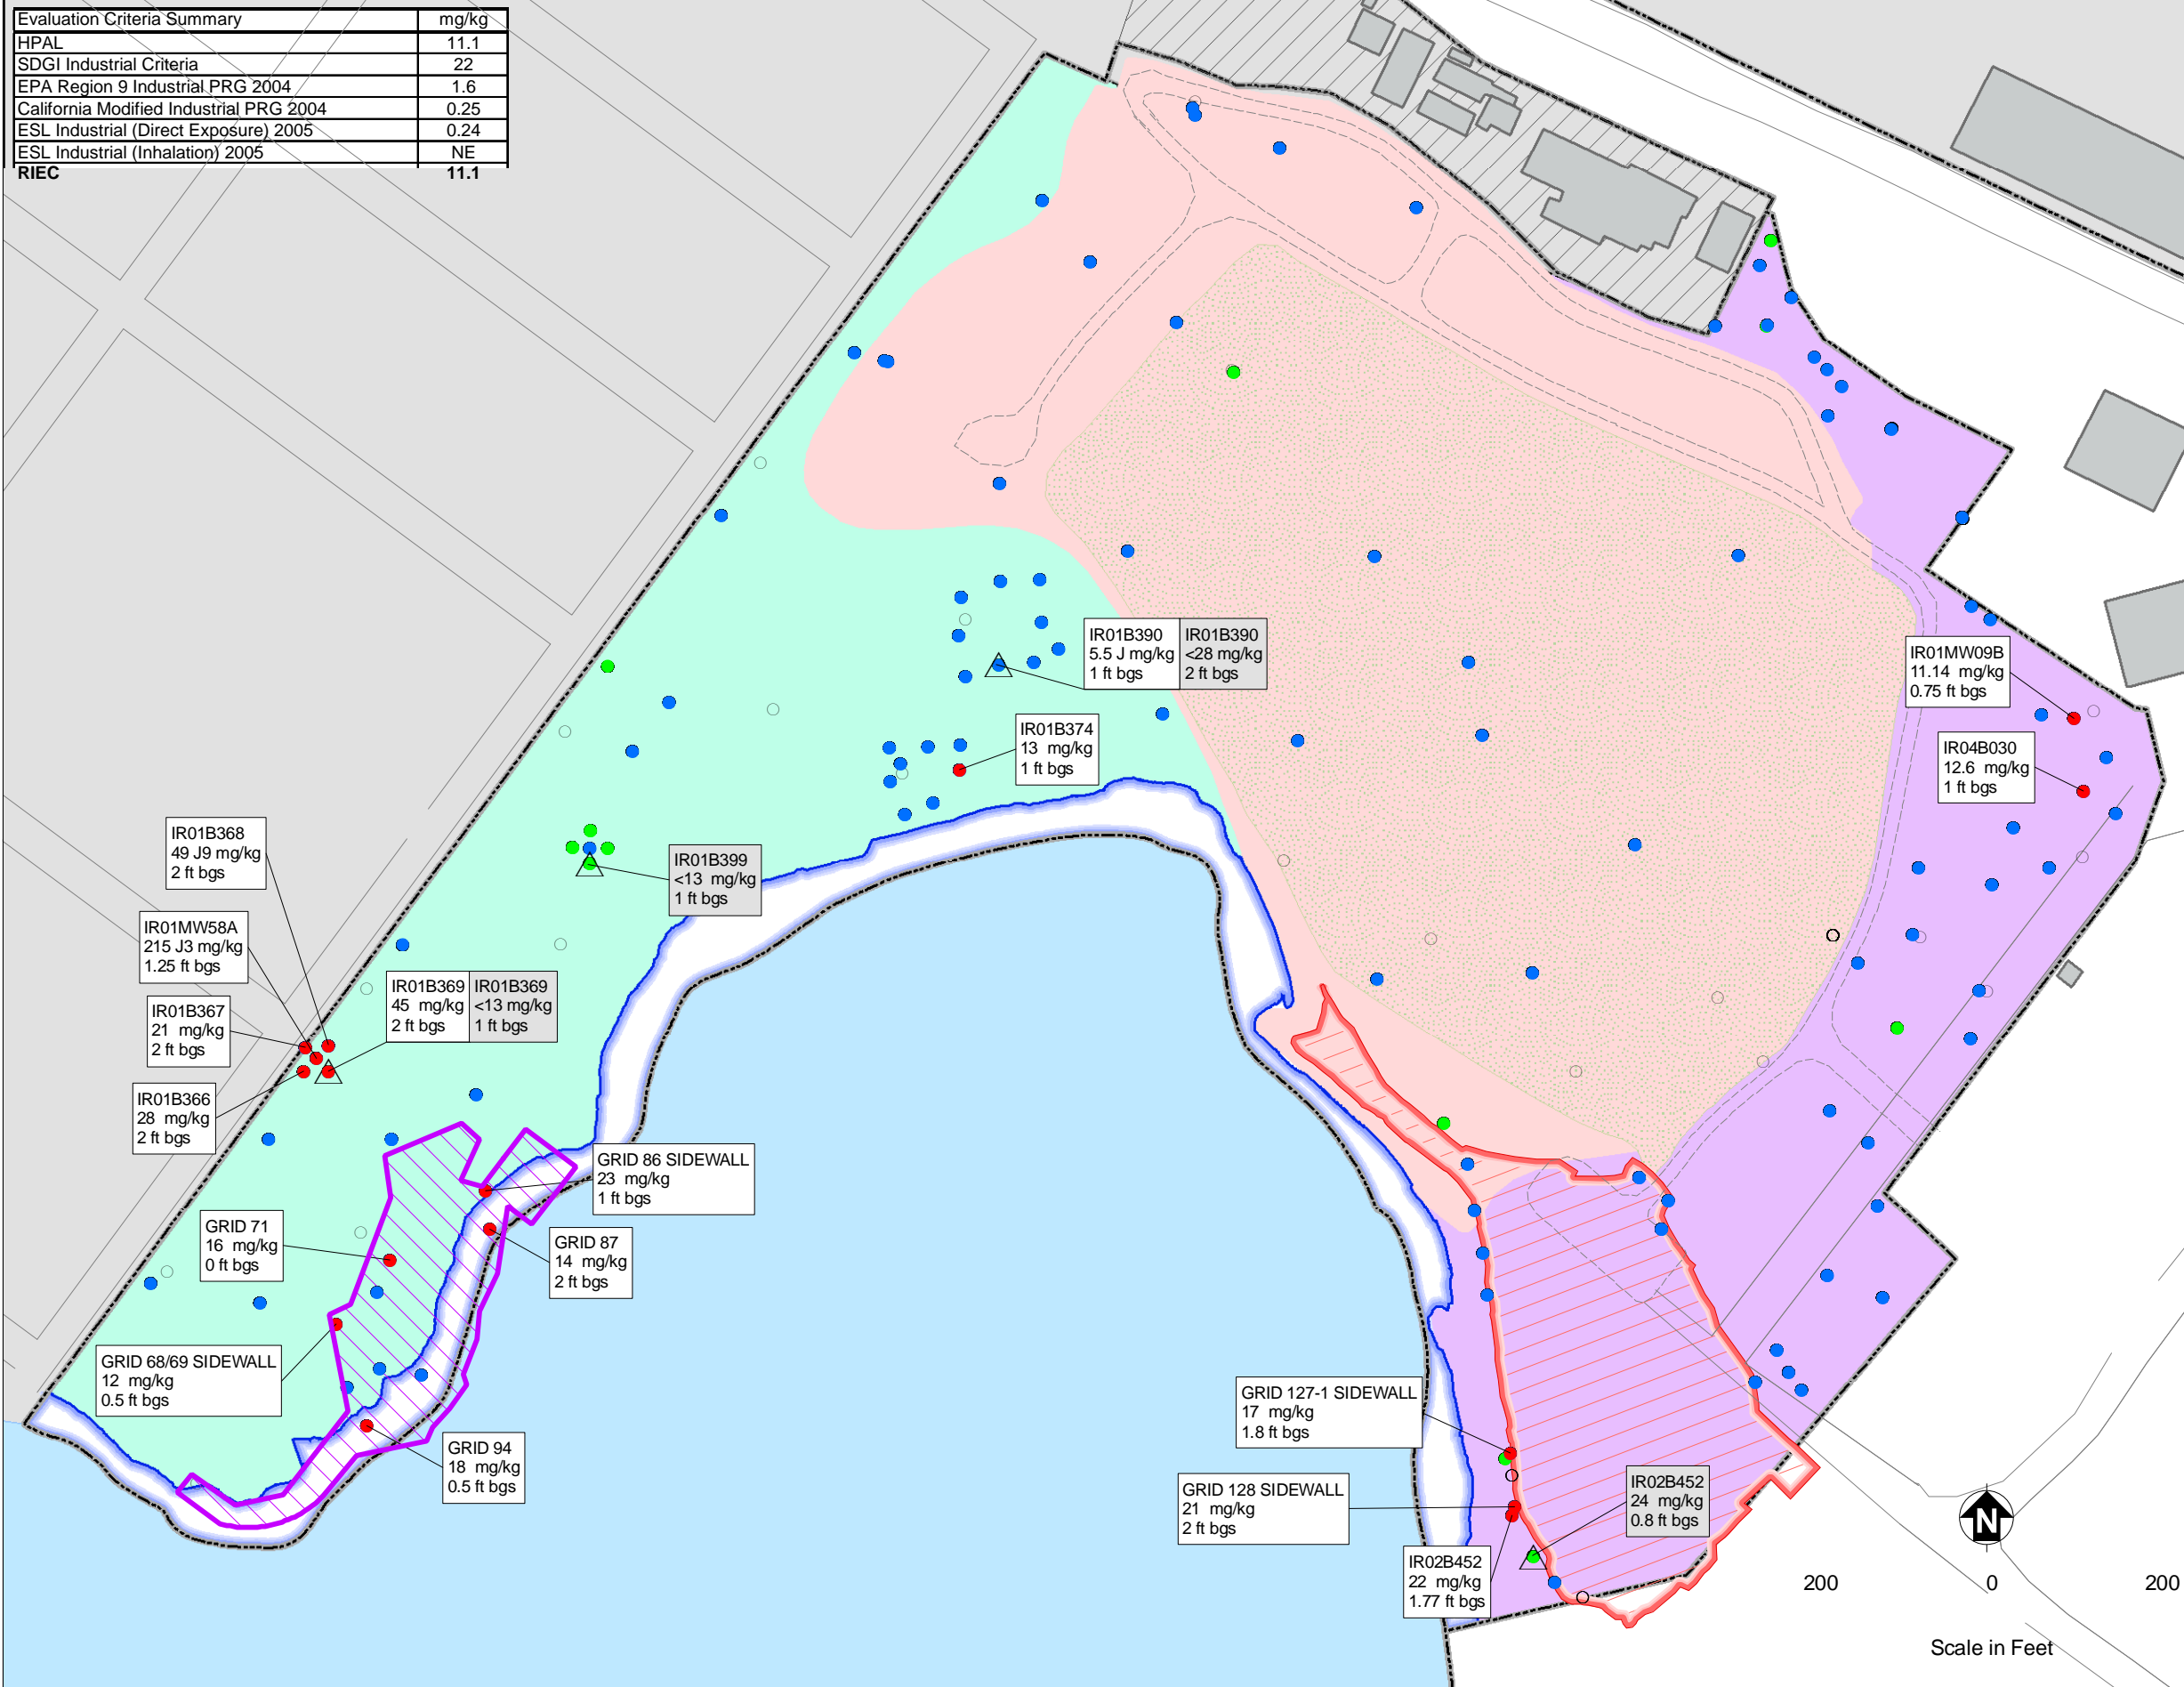 Evaluation Criteria Summary mg/kg
HPAL 11.1
SDGI Industrial Criteria 22
EPA Region 9 Industrial PRG 2004 1.6
California Modified Industrial PRG 2004 0.25
ESL Industrial (Direct Exposure) 2005 0.24
ESL Industrial (Inhalation) 2005 NE
RIEC 11.1
IR01B390
5.5 J mg/kg
1 ft bgs
IR01B390
<28 mg/kg
2 ft bgs
IR01MW09B
11.14 mg/kg
0.75 ft bgs
IR01B374
13 mg/kg
1 ft bgs
IR04B030
12.6 mg/kg
1 ft bgs
IR01B368
49 J9 mg/kg
2 ft bgs
IR01B399
<13 mg/kg
1 ft bgs
IR01MW58A
215 J3 mg/kg
1.25 ft bgs
IR01B369
45 mg/kg
2 ft bgs
IR01B369
<13 mg/kg
1 ft bgs
IR01B367
21 mg/kg
2 ft bgs
IR01B366
28 mg/kg
2 ft bgs
GRID 86 SIDEWALL
23 mg/kg
1 ft bgs
GRID 71
16 mg/kg
0 ft bgs
GRID 87
14 mg/kg
2 ft bgs
GRID 68/69 SIDEWALL
12 mg/kg
0.5 ft bgs
GRID 94
18 mg/kg
0.5 ft bgs
GRID 127-1 SIDEWALL
17 mg/kg
1.8 ft bgs
GRID 128 SIDEWALL
21 mg/kg
2 ft bgs
IR02B452
24 mg/kg
0.8 ft bgs
IR02B452
22 mg/kg
1.77 ft bgs
N
200 0 200
Scale in Feet